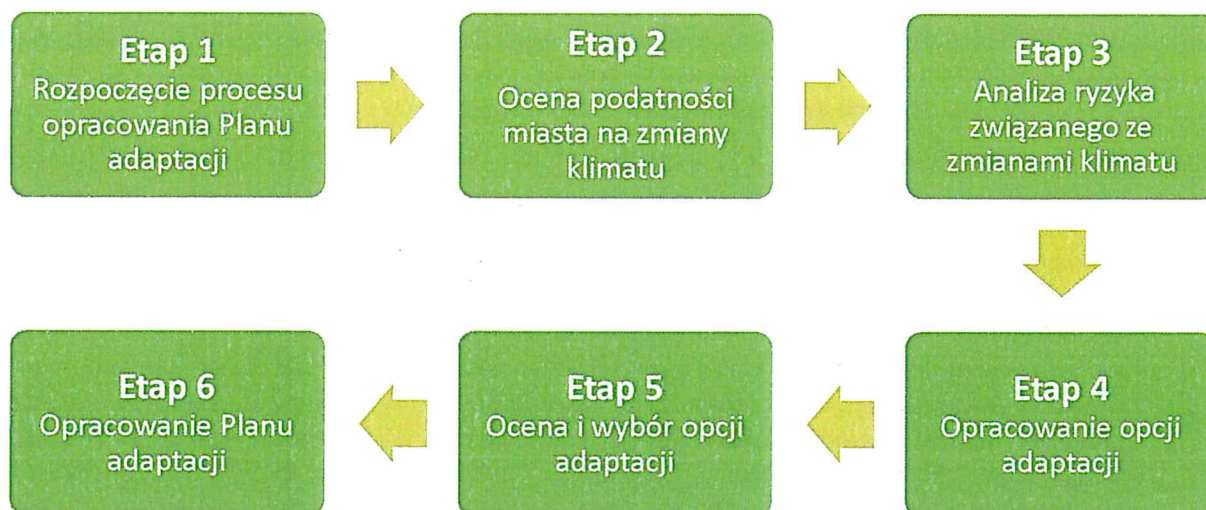 Etap 1
Rozpoczęcie procesu
opracowania Planu
adaptacji
Etap 2
Ocena podatności
miasta na zmiany
klimatu
Etap 3
Analiza ryzyka
związanego ze
zmianami klimatu
Etap 4
Opracowanie opcji
adaptacji
Etap 5
Ocena i wybór opcji
adaptacji
Etap 6
Opracowanie Planu
adaptacji